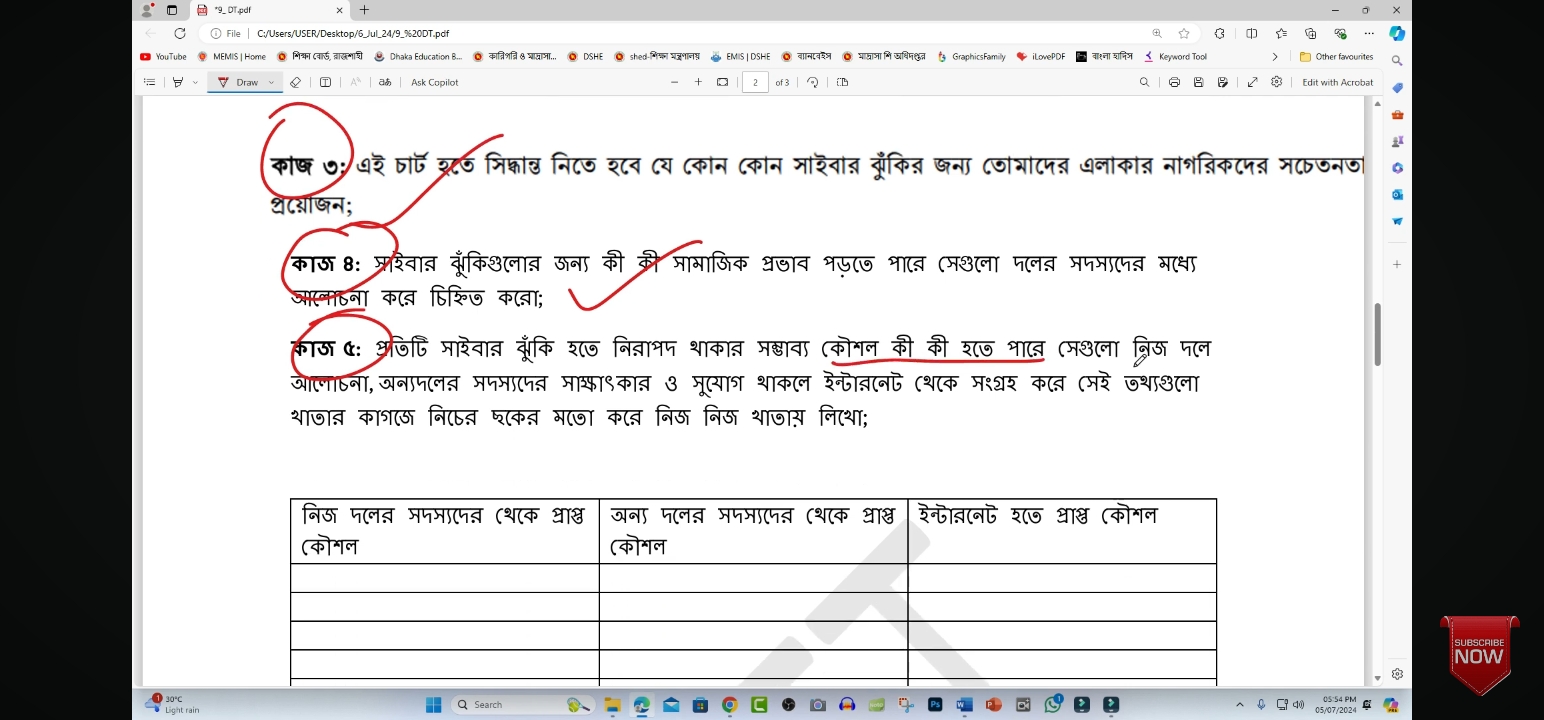 *9_ DT.pdf
File
C:/Users/USER/Desktop/6_Jul_24/9_%20DT.pdf
YouTube
MEMIS | Home
শিক্ষা বোর্ড, রাজশাহী
Dhaka Education B...
কারিগরি ও মাদ্রাসা...
DSHE
shed-শিক্ষা মন্ত্রণালয়
EMIS | DSHE
ব্যানবেইস
মাদ্রাসা শি অধিদপ্তর
GraphicsFamily
iLovePDF
বাংলা হাদিস
Keyword Tool
Other favourites
Draw
Ask Copilot
2 of 3
Edit with Acrobat
কাজ ৩: এই চার্ট হতে সিদ্ধান্ত নিতে হবে যে কোন কোন সাইবার ঝুঁকির জন্য তোমাদের এলাকার নাগরিকদের সচেতনতা
প্রয়োজন;
কাজ ৪: সাইবার ঝুঁকিগুলোর জন্য কী কী সামাজিক প্রভাব পড়তে পারে সেগুলো দলের সদস্যদের মধ্যে
আলোচনা করে চিহ্নিত করো;
কাজ ৫: প্রতিটি সাইবার ঝুঁকি হতে নিরাপদ থাকার সম্ভাব্য কৌশল কী কী হতে পারে সেগুলো নিজ দলে
আলোচনা, অন্যদলের সদস্যদের সাক্ষাৎকার ও সুযোগ থাকলে ইন্টারনেট থেকে সংগ্রহ করে সেই তথ্যগুলো
খাতার কাগজে নিচের ছকের মতো করে নিজ নিজ খাতায় লিখো;
নিজ দলের সদস্যদের থেকে প্রাপ্ত
কৌশল
অন্য দলের সদস্যদের থেকে প্রাপ্ত
কৌশল
ইন্টারনেট হতে প্রাপ্ত কৌশল
SUBSCRIBE
NOW
30°C
Light rain
Search
05:54 PM
05/07/2024